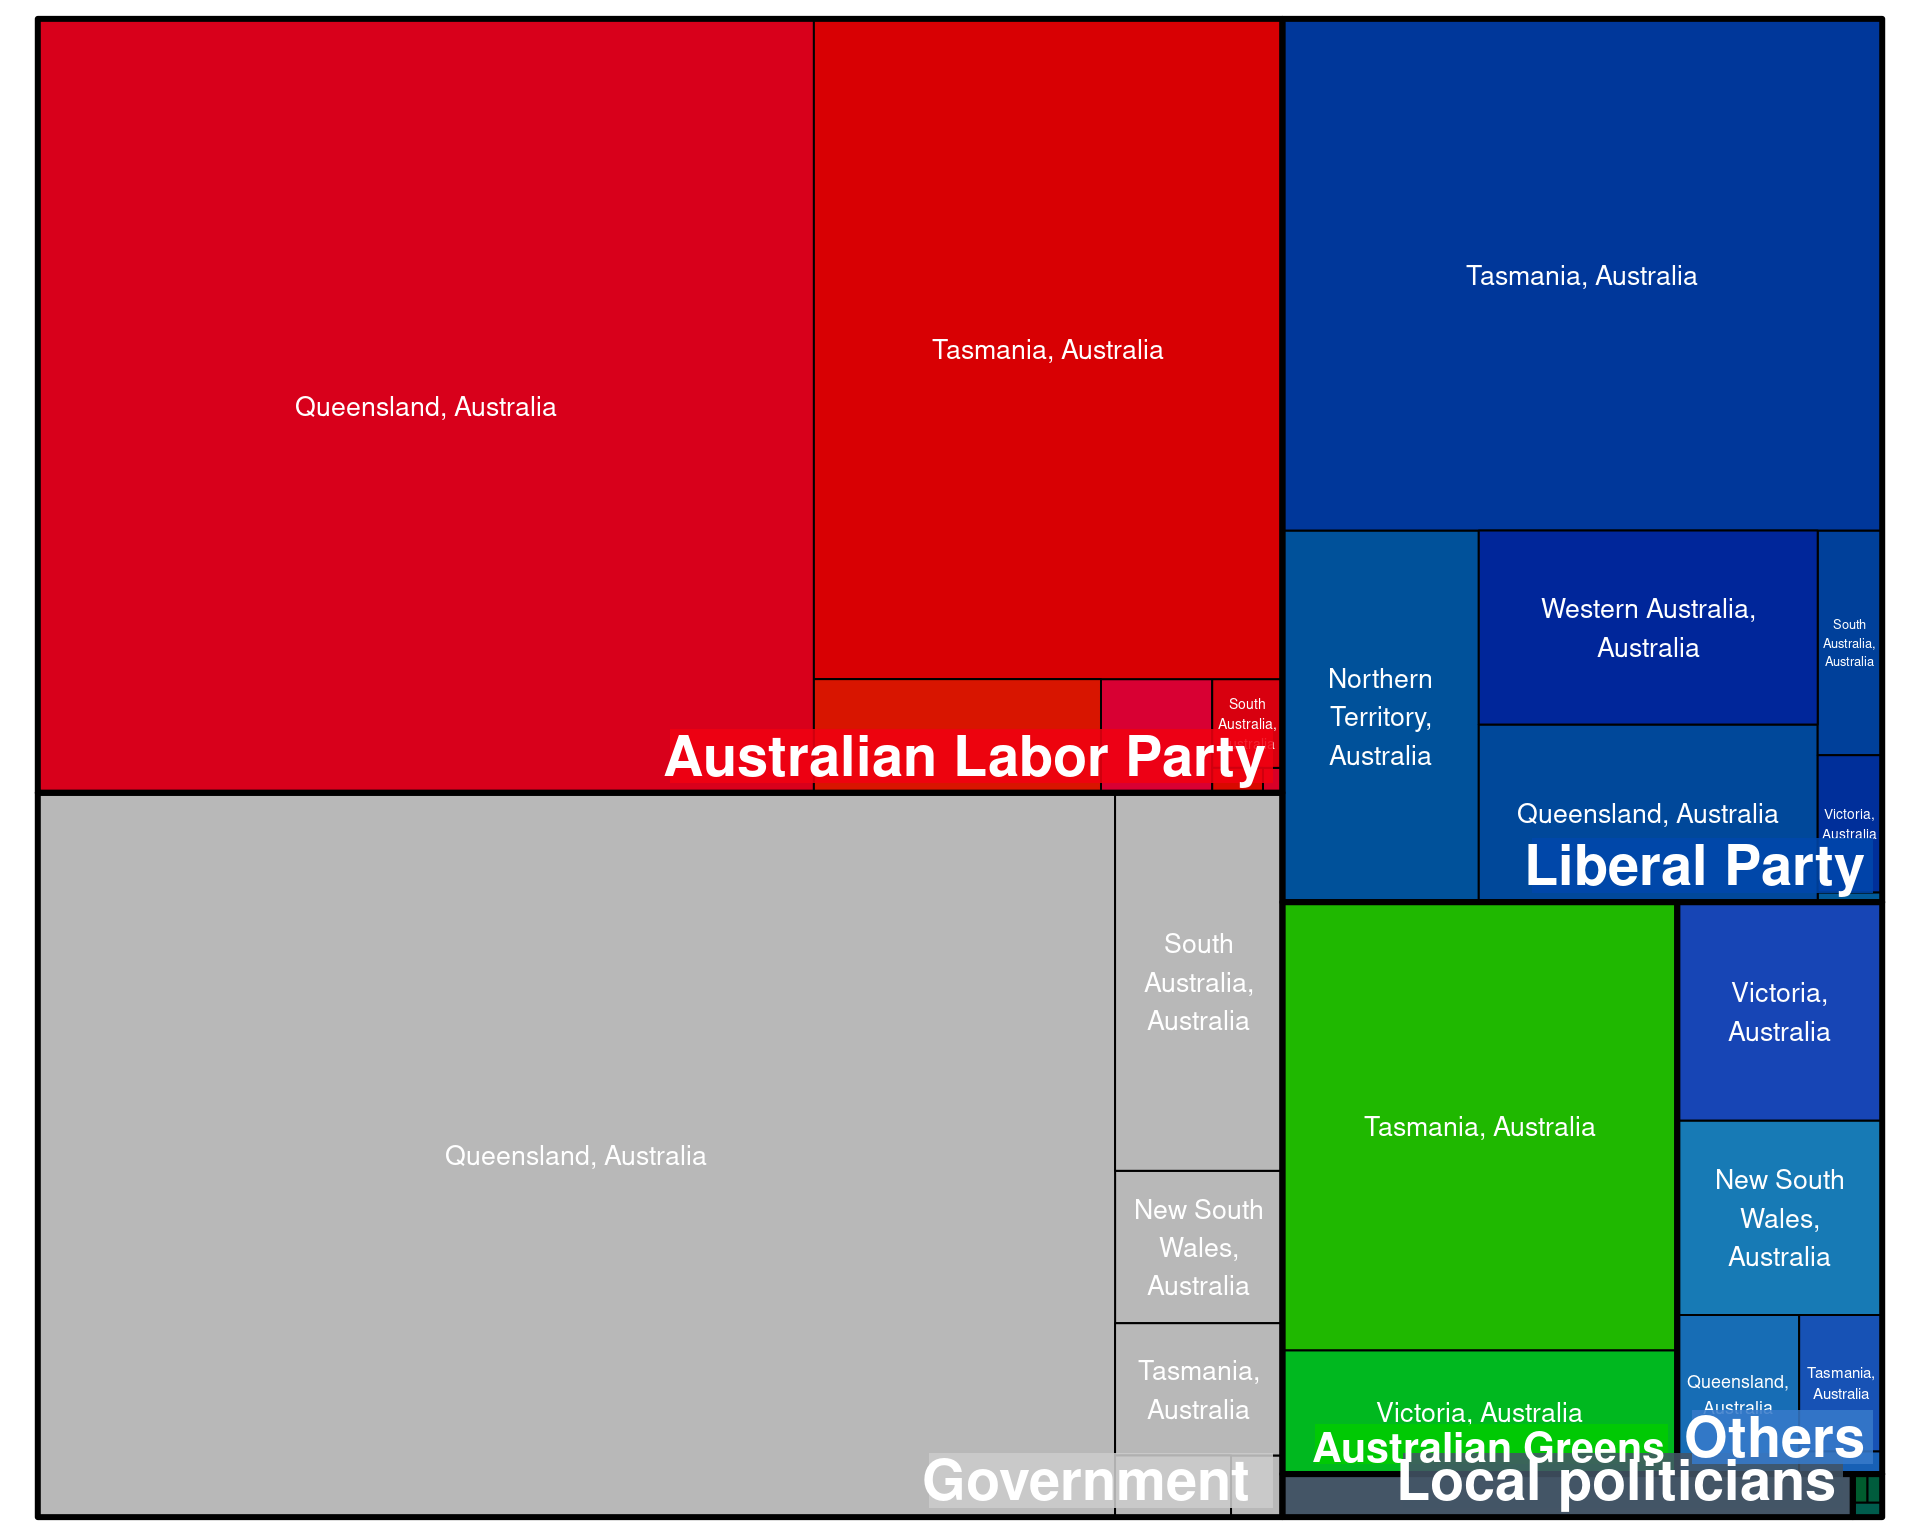 Queensland, Australia
Tasmania, Australia
South
Australia,
Australian Labor Party
Tasmania, Australia
Northern
Territory,
Australia
Western Australia,
Australia
South
Australia,
Australia
Queensland, Australia
Victoria,
Australia
Liberal Party
Queensland, Australia
South
Australia,
Australia
New South
Wales,
Australia
Tasmania,
Australia
Government
Tasmania, Australia
Victoria, Australia
Australian Greens
Victoria,
Australia
New South
Wales,
Australia
Queensland,
Australia
Tasmania,
Australia
Others
Local politicians